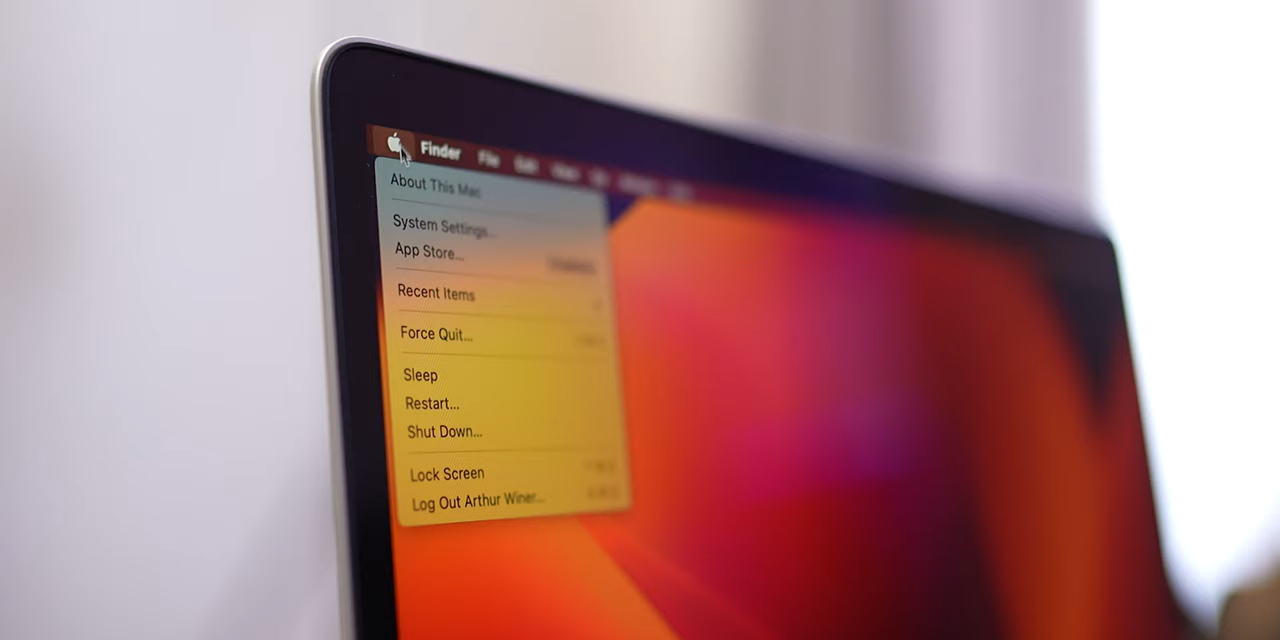 Finder File Edit View
About This Mac
System Settings...
App Store...
Recent Items
Force Quit...
Sleep
Restart...
Shut Down...
Lock Screen
Log Out Arthur Winer...